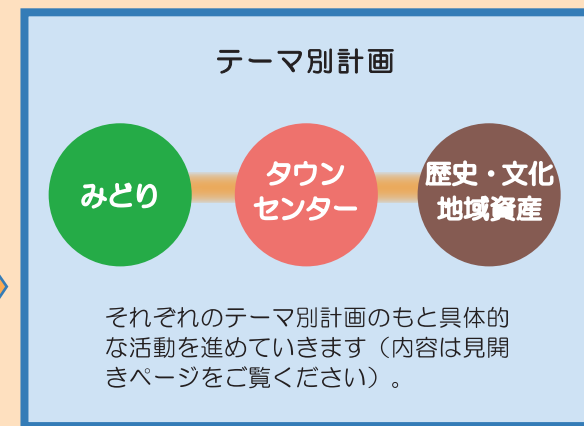 テーマ別計画
みどり
タウン
センター
歴史・文化
地域資産
それぞれのテーマ別計画のもと具体的
な活動を進めていきます（内容は見開
きページをご覧ください）。